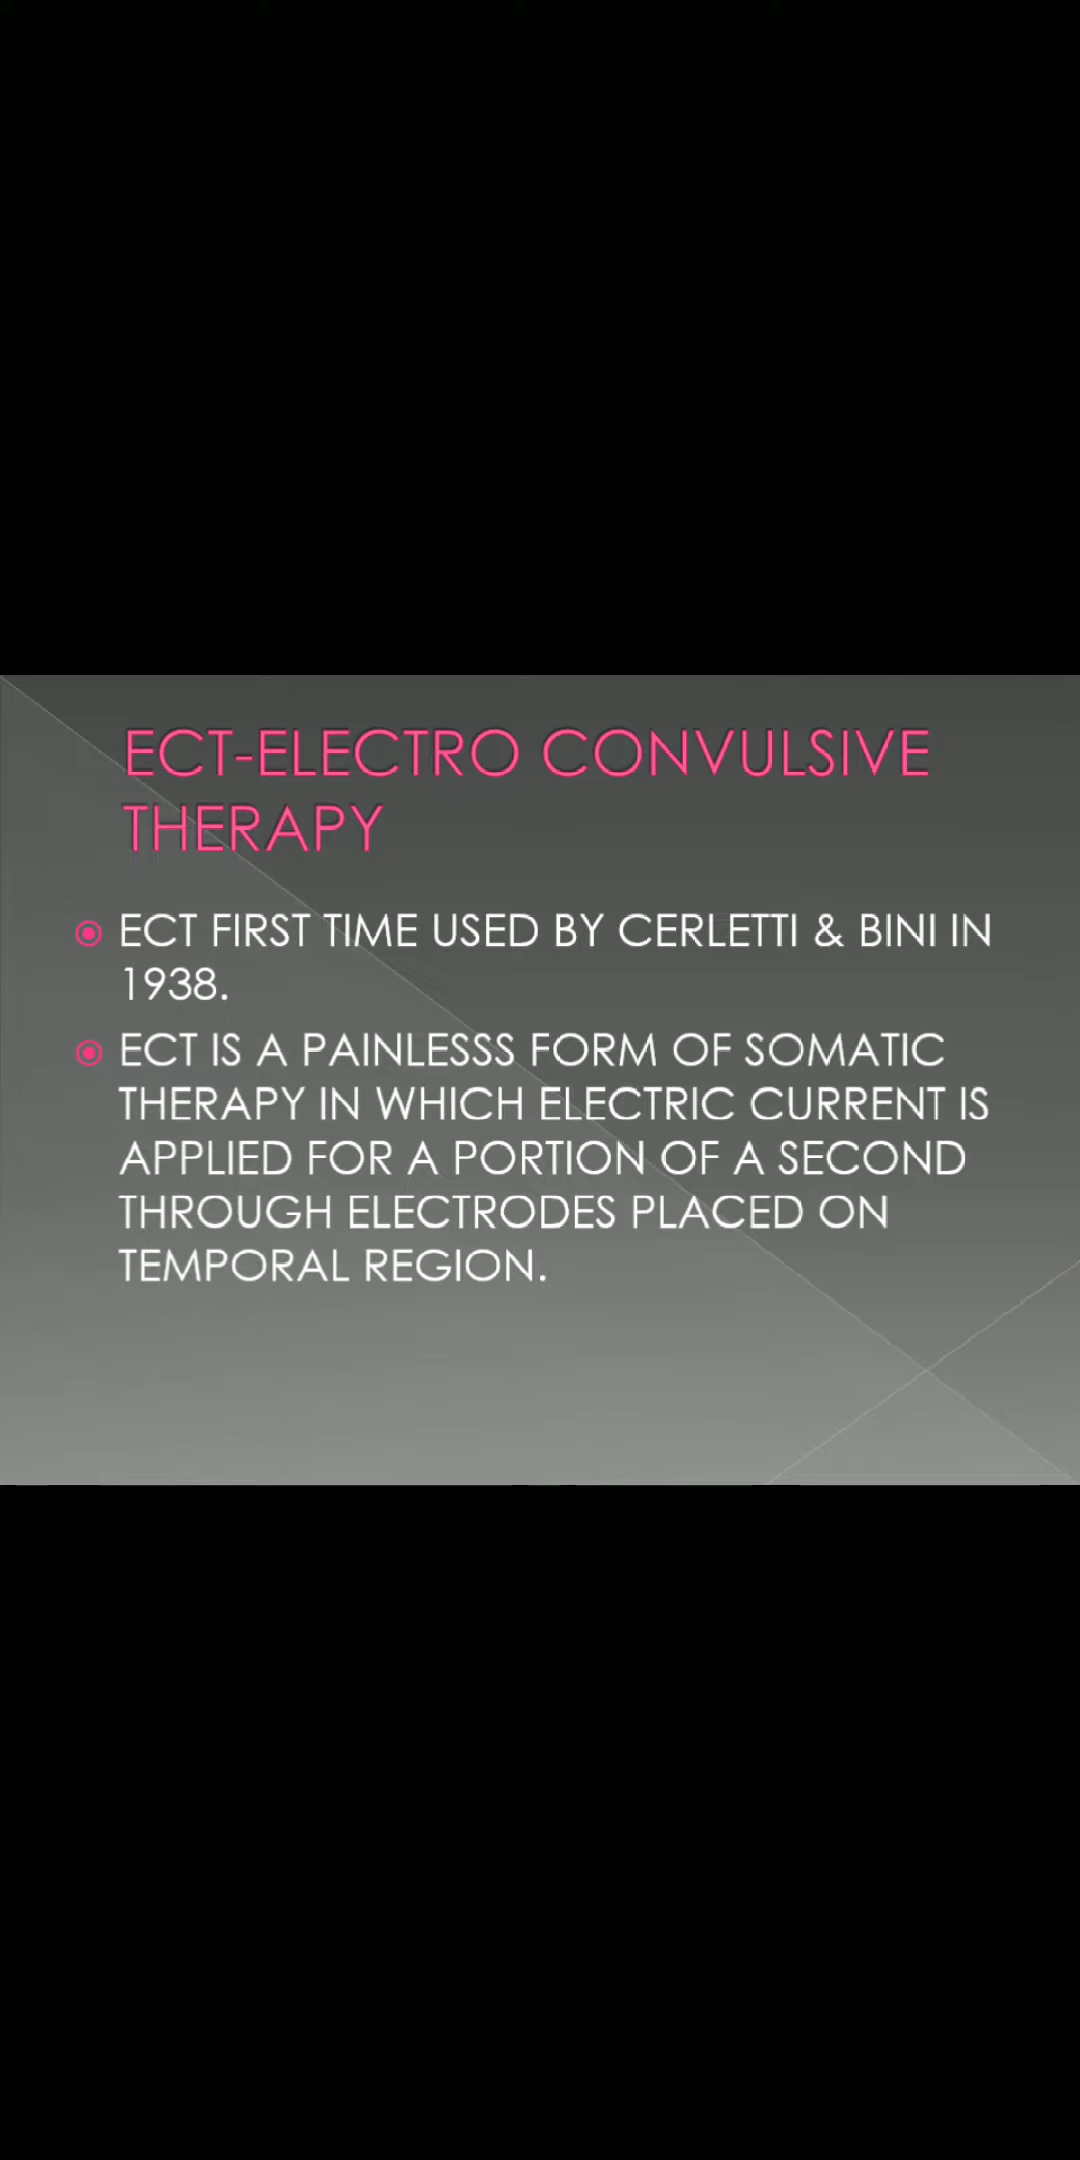 ECT-ELECTRO CONVULSIVE
THERAPY
ECT FIRST TIME USED BY CERLETTI & BINI IN
1938.
ECT IS A PAINLESSS FORM OF SOMATIC
THERAPY IN WHICH ELECTRIC CURRENT IS
APPLIED FOR A PORTION OF A SECOND
THROUGH ELECTRODES PLACED ON
TEMPORAL REGION.